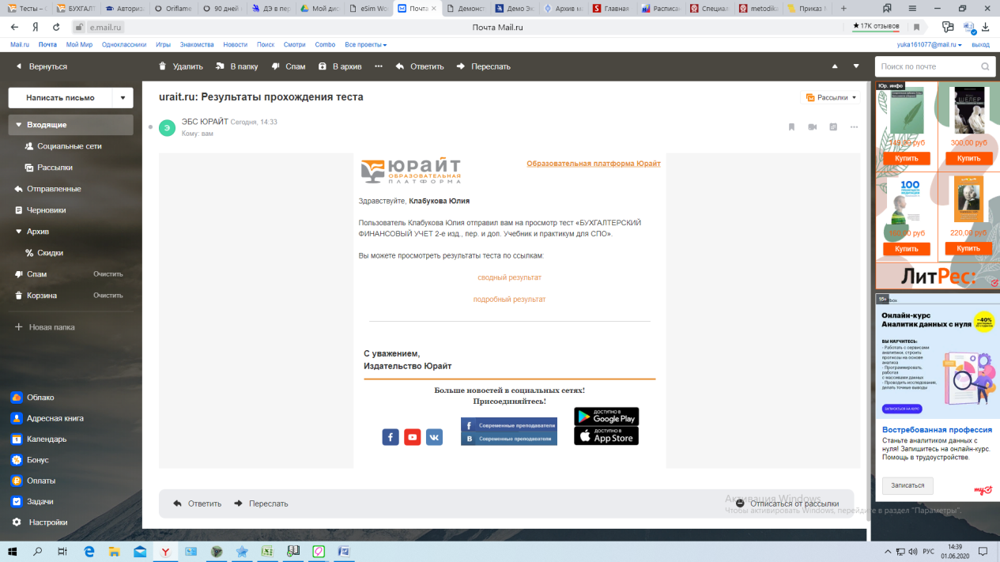 Тесты –
БУХГАЛТ
Авториз
Oriflame
90 дней
ДЭ в пер
Мой дис
eSim Wo
Почта
Демонст
Демо Эк
Архив м
Главная
Расписан
Специал
metodika
Приказ М
e.mail.ru
Почта Mail.ru
★ 17K отзывов
Mail.ru Почта Мой Мир Одноклассники Игры Знакомства Новости Поиск Смотри Combo Все проекты
yuka161077@mail.ru выход
Вернуться
Удалить В папку Спам В архив ··· Ответить Переслать
Поиск по почте
Написать письмо
Входящие
Социальные сети
Рассылки
Отправленные
Черновики
Архив
Скидки
Спам Очистить
Корзина Очистить
Новая папка
Облако
Адресная книга
Календарь
Бонус
Оплаты
Задачи
Настройки
urait.ru: Результаты прохождения теста
Рассылки
Э
ЭБС ЮРАЙТ Сегодня, 14:33
Кому: вам
ЮРАЙТ
ОБРАЗОВАТЕЛЬНАЯ
ПЛАТФОРМА
Образовательная платформа Юрайт
Здравствуйте, Клабукова Юлия
Пользователь Клабукова Юлия отправил вам на просмотр тест «БУХГАЛТЕРСКИЙ
ФИНАНСОВЫЙ УЧЕТ 2-е изд., пер. и доп. Учебник и практикум для СПО».
Вы можете просмотреть результаты теста по ссылкам:
сводный результат
подробный результат
С уважением,
Издательство Юрайт
Больше новостей в социальных сетях!
Присоединяйтесь!
Современные преподаватели
Современные преподаватели
ДОСТУПНО В
Google Play
ДОСТУПНО В
App Store
Ответить Переслать
Отписаться от рассылки
Активация Windows
Чтобы активировать Windows, перейдите в раздел "Параметры".
Юр. инфо
ШЕДЕР
149,00 руб
300,00 руб
Купить
Купить
100
220,00 руб
Купить
Купить
ЛитРес:
Онлайн-курс
Аналитик данных с нуля
-40%
ВЫ НАУЧИТЕСЬ:
- Работать с сервисами
аналитики, строить
прогнозы на основе
анализа
- Программировать,
работая
с массивами данных
- Проводить исследования,
делать точные выводы
ЗАПИСАТЬСЯ НА КУРС
Востребованная профессия
Станьте аналитиком данных с
нуля! Запишитесь на онлайн-курс.
Помощь в трудоустройстве.
Записаться
РУС
14:39
01.06.2020